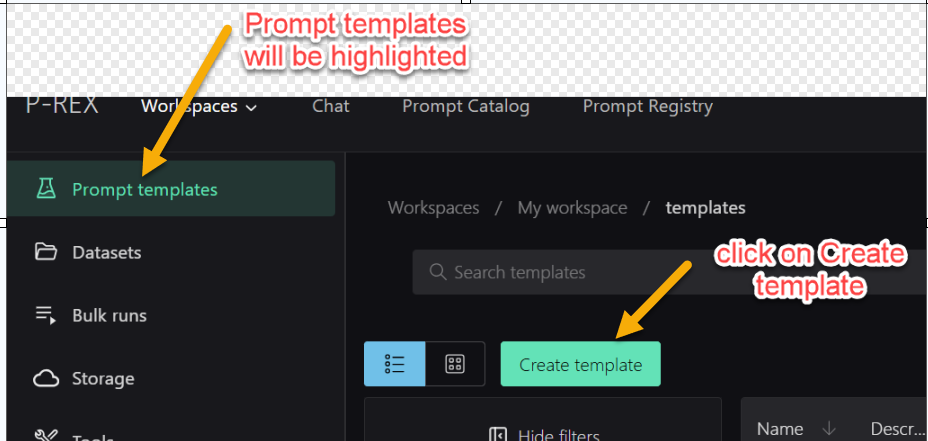 Prompt templates
will be highlighted
P-REX
Workspaces
Chat
Prompt Catalog
Prompt Registry
Prompt templates
Workspaces / My workspace / templates
Datasets
click on Create
template
Search templates
Bulk runs
Create template
Storage
Hide filters
Name
Descr...
Tools